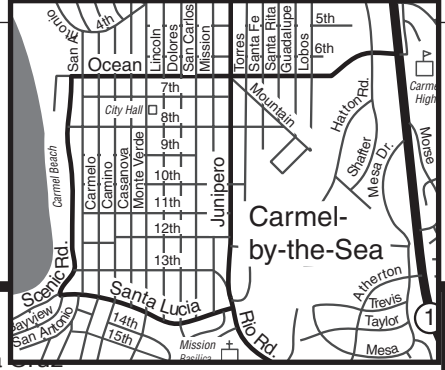 4th
San A
Lincoln
Dolores
San Carlos
Mission
Torres
Santa Fe
Santa Rita
Guadalupe
Lobos
5th
6th
Ocean
7th
Mountain
City Hall
8th
Hatton Rd.
Carme
High
Morse
9th
Shafter
Mesa Dr.
Carmel Beach
Carmelo
Camino
Casanova
Monte Verde
10th
11th
Junipero
12th
Carmel-
by-the-Sea
13th
Scenic Rd.
Santa Lucia
Atherton
Trevis
Taylor
1
Bayview
San Antonio
14th
15th
Rio Rd.
Mission
Basilica
Mesa